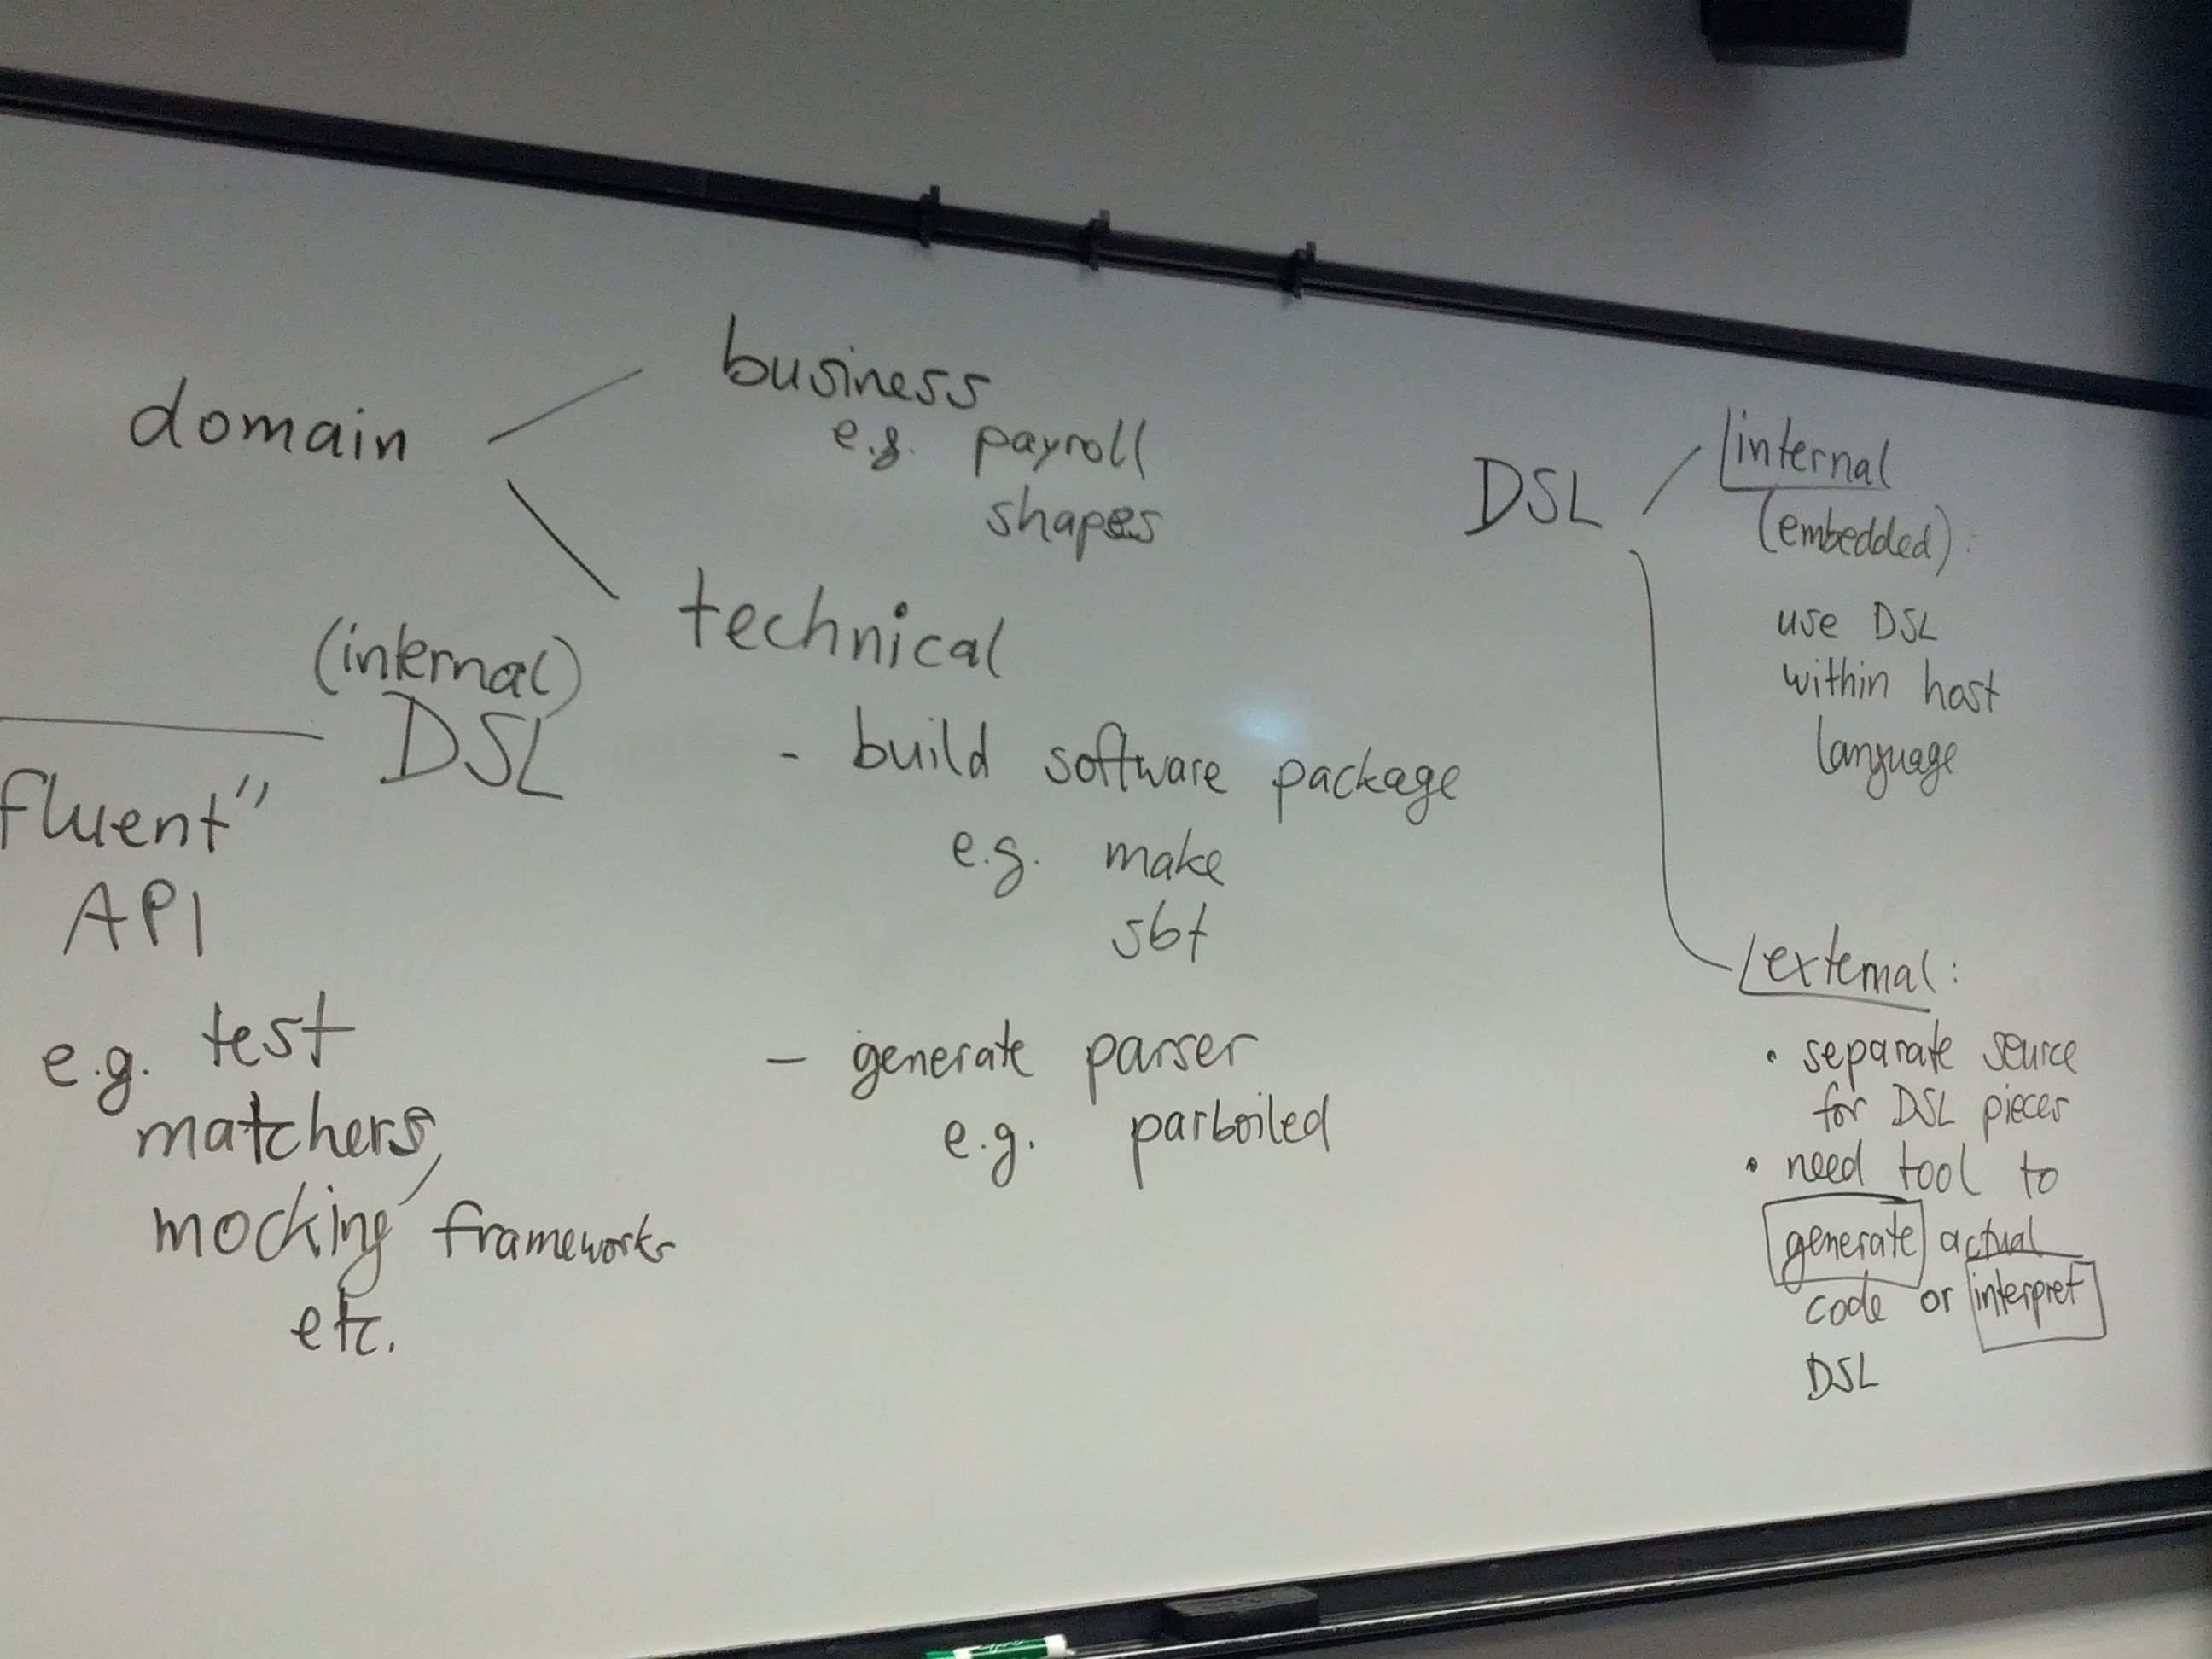 domain
business
e.g. payroll
shapes
technical
- build software package
e.g. make
sbt
- generate parser
e.g. parboiled
(internal)
DSL
fluent"
API
e.g. test
matchers,
mocking frameworks
etc.
DSL
internal
(embedded):
use DSL
within host
language
external:
• separate source
for DSL pieces
• need tool to
generate actual
code or interpret
DSL